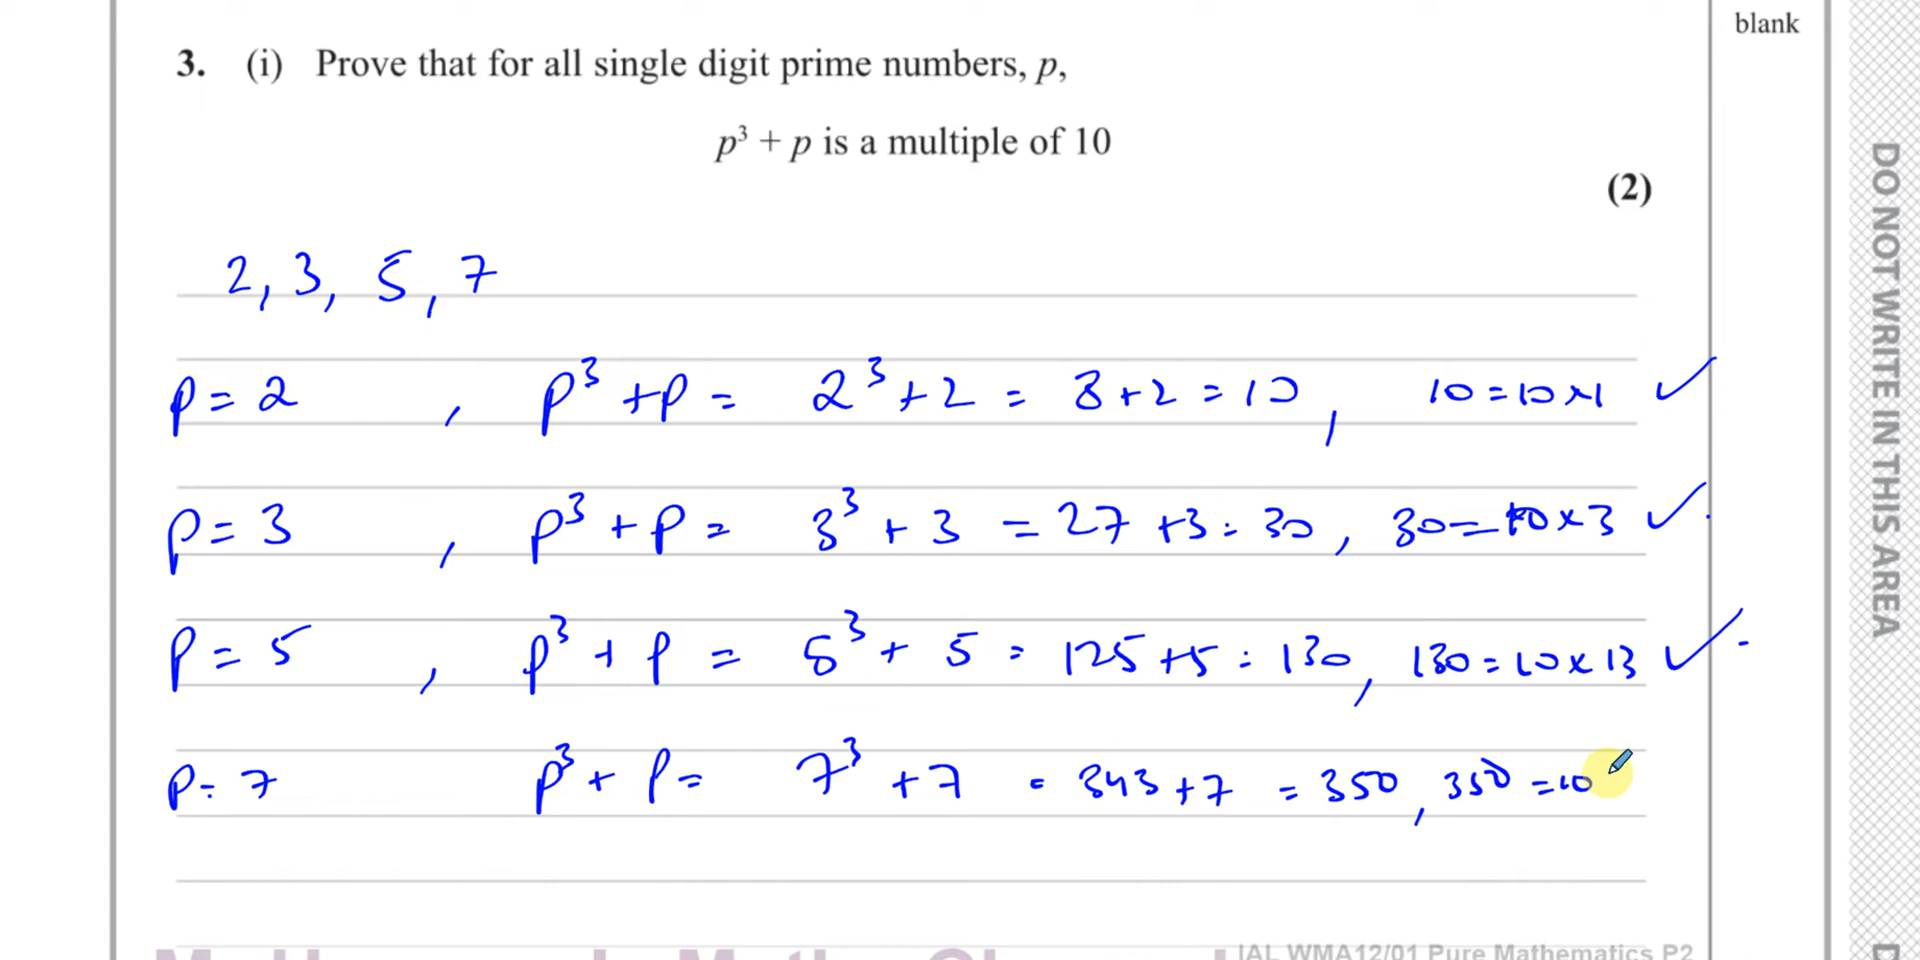 blank
3. (i) Prove that for all single digit prime numbers, p,
p³ + p is a multiple of 10
(2)
2, 3, 5, 7
p = 2 , p³ + p = 2³ + 2 = 8 + 2 = 10 , 10 = 10 × 1 ✓
p = 3 , p³ + p = 3³ + 3 = 27 + 3 = 30 , 30 = 10 × 3 ✓.
p = 5 , p³ + p = 5³ + 5 = 125 + 5 = 130 , 130 = 10 × 13 ✓.
p = 7 p³ + p = 7³ + 7 = 343 + 7 = 350 , 350 = 10
IAL WMA12/01 Pure Mathematics P2
DO NOT WRITE IN THIS AREA